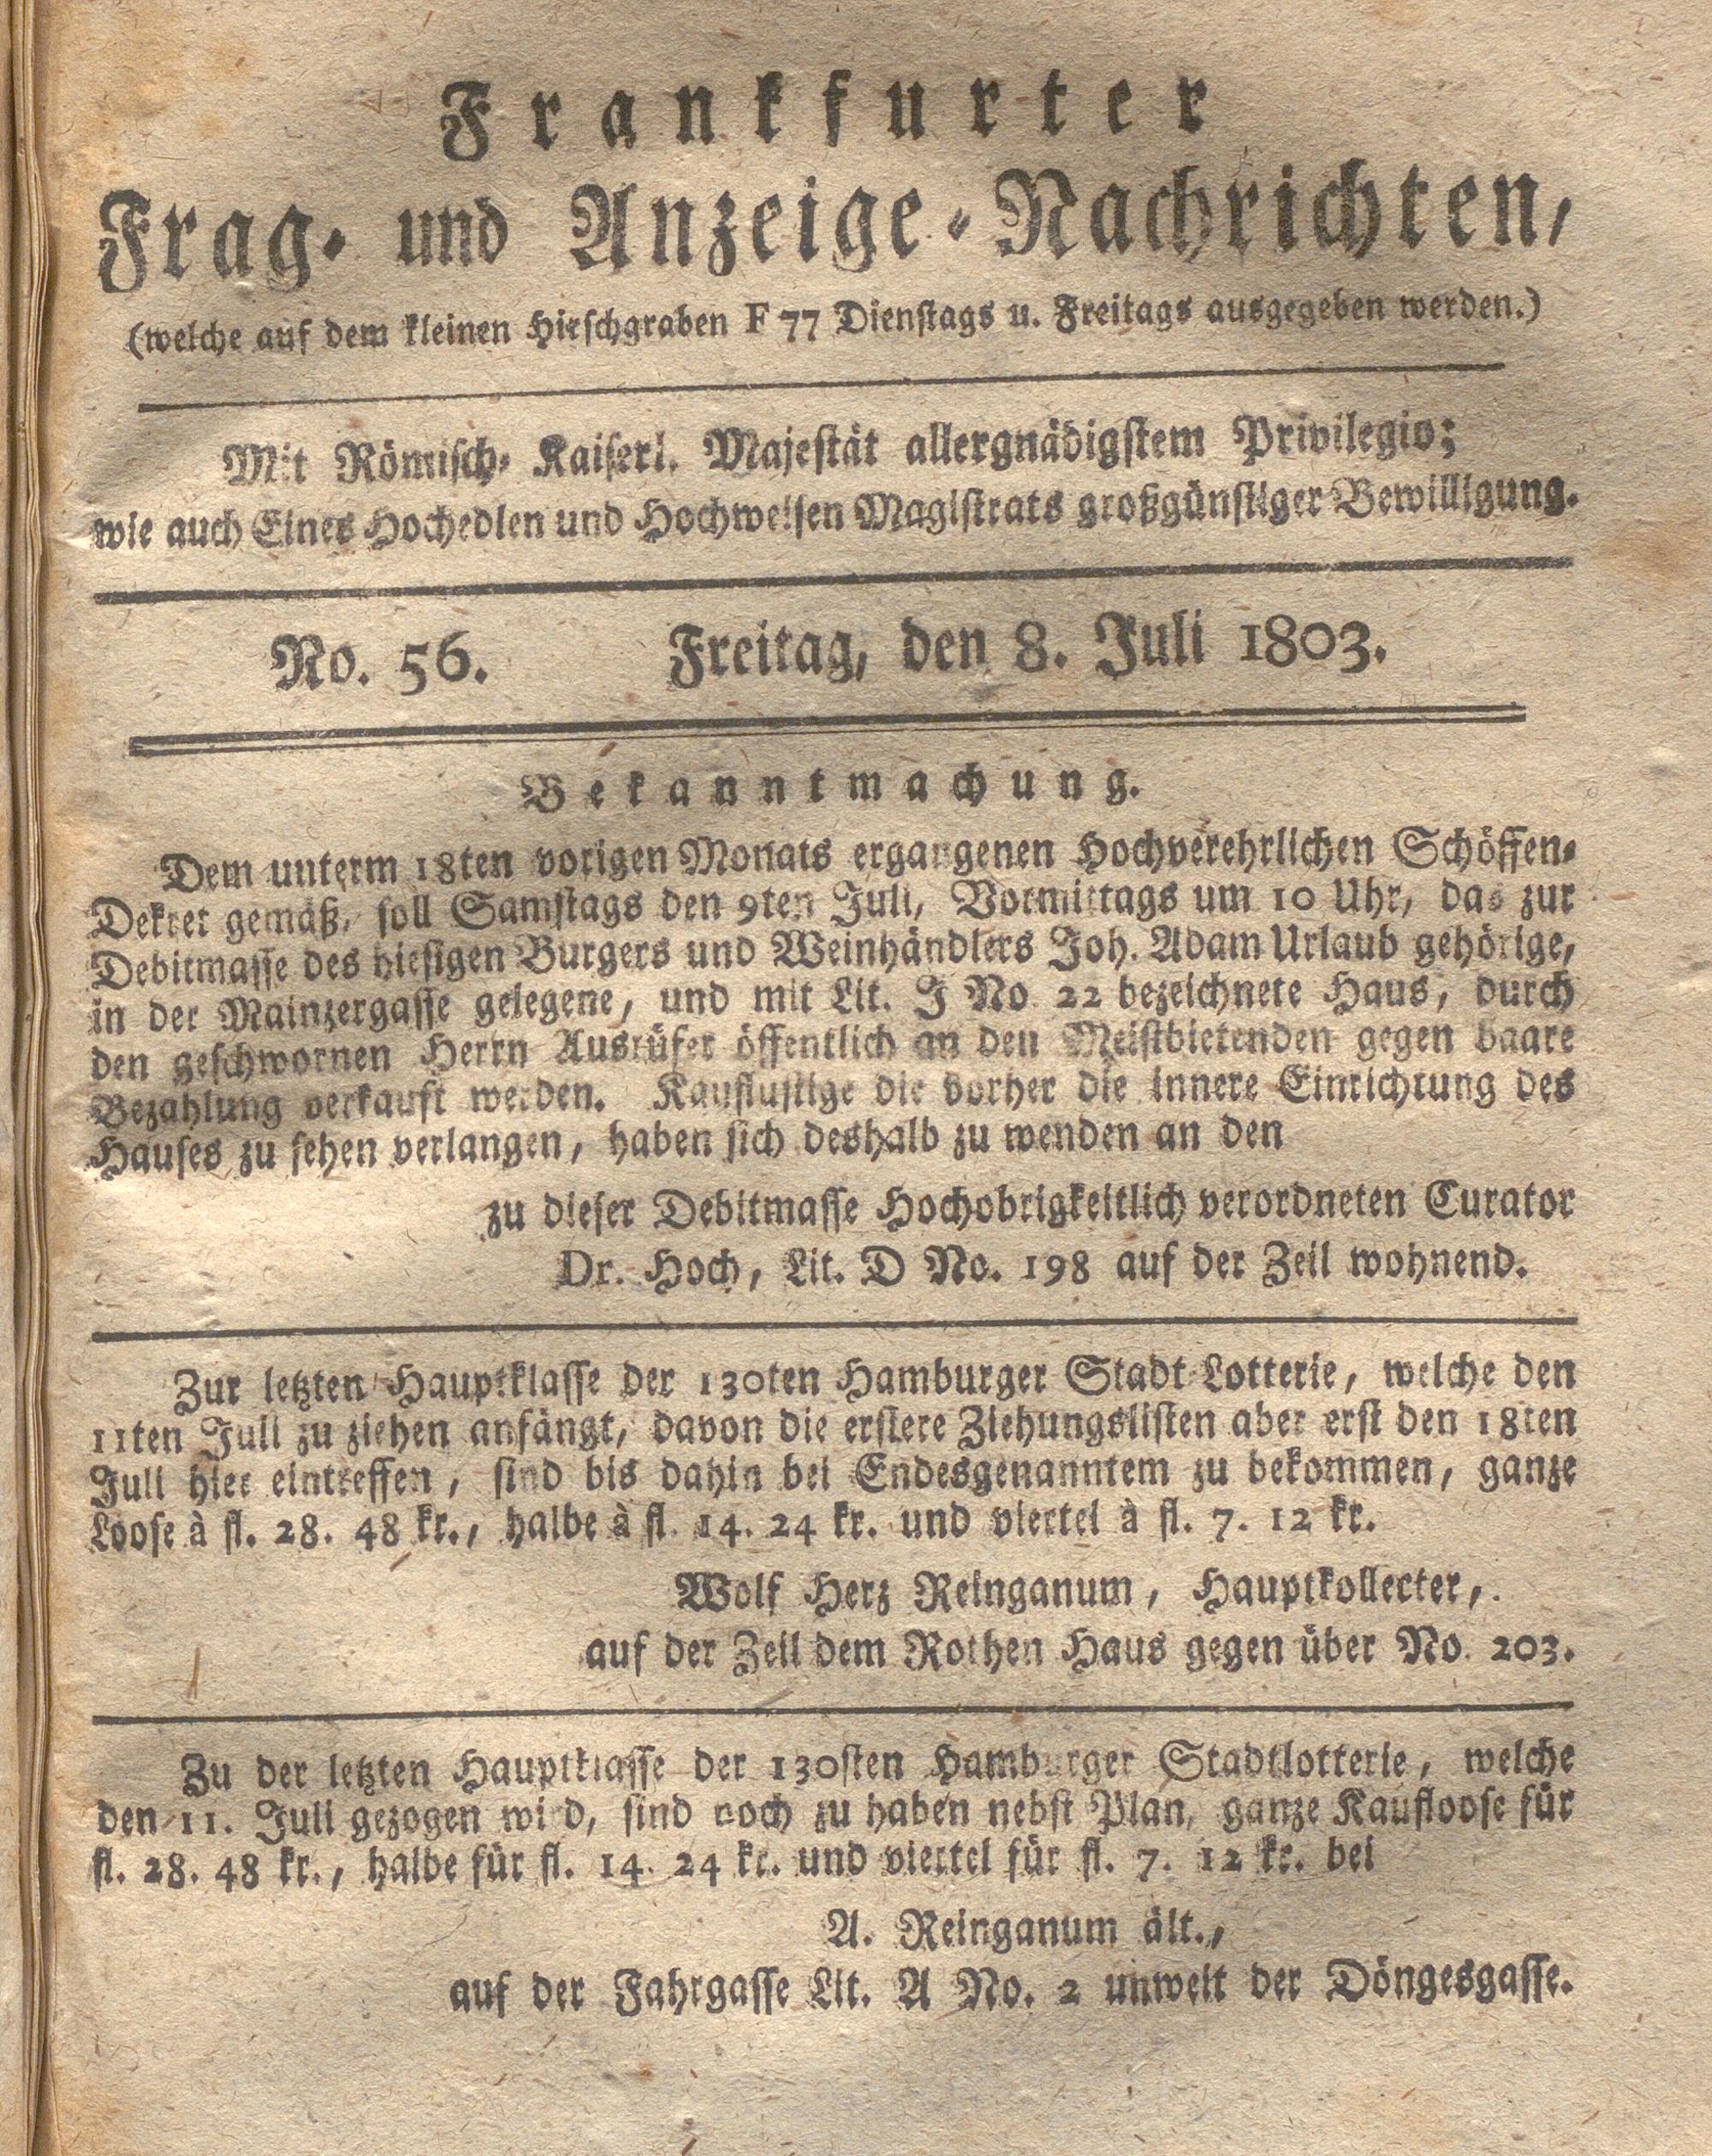 Frankfurter
Frag- und Anzeige-Nachrichten,
(welche auf dem kleinen Hirschgraben F 77 Dienstags u. Freitags ausgegeben werden.)
Mit Römisch- Kaiserl. Majestät allergnädigstem Privilegio;
wie auch Eines Hochedlen und Hochweisen Magistrats großgünstiger Bewilligung.
No. 56. Freitag, den 8. Juli 1803.
Bekanntmachung.
Dem unterm 18ten vorigen Monats ergangenen Hochverehrlichen Schöffen-
Dekret gemäß, soll Samstags den 9ten Juli, Vormittags um 10 Uhr, das zur
Debitmasse des hiesigen Burgers und Weinhändlers Joh. Adam Urlaub gehörige,
in der Mainzergasse gelegene, und mit Lit. J No. 22 bezeichnete Haus, durch
den geschwornen Herrn Ausrüfer öffentlich an den Meistbietenden gegen baare
Bezahlung verkauft werden. Kauflustige die vorher die innere Einrichtung des
Hauses zu sehen verlangen, haben sich deshalb zu wenden an den
zu dieser Debitmasse Hochobrigkeitlich verordneten Curator
Dr. Hoch, Lit. D No. 198 auf der Zeil wohnend.
Zur letzten Hauptklasse der 130ten Hamburger Stadt-Lotterie, welche den
11ten Juli zu ziehen anfängt, davon die erstere Ziehungslisten aber erst den 18ten
Juli hier eintreffen, sind bis dahin bei Endesgenanntem zu bekommen, ganze
Loose à fl. 28. 48 kr., halbe à fl. 14. 24 kr. und viertel à fl. 7. 12 kr.
Wolf Herz Reinganum, Hauptkollecter,.
auf der Zeil dem Rothen Haus gegen über No. 203.
Zu der letzten Hauptklasse der 130sten Hamburger Stadtlotterie, welche
den 11. Juli gezogen wird, sind noch zu haben nebst Plan, ganze Kaufloose für
fl. 28. 48 kr., halbe für fl. 14. 24 kr. und viertel für fl. 7. 12 kr. bei
A. Reinganum ält.,
auf der Fahrgasse Lit. A No. 2 unweit der Döngesgasse.